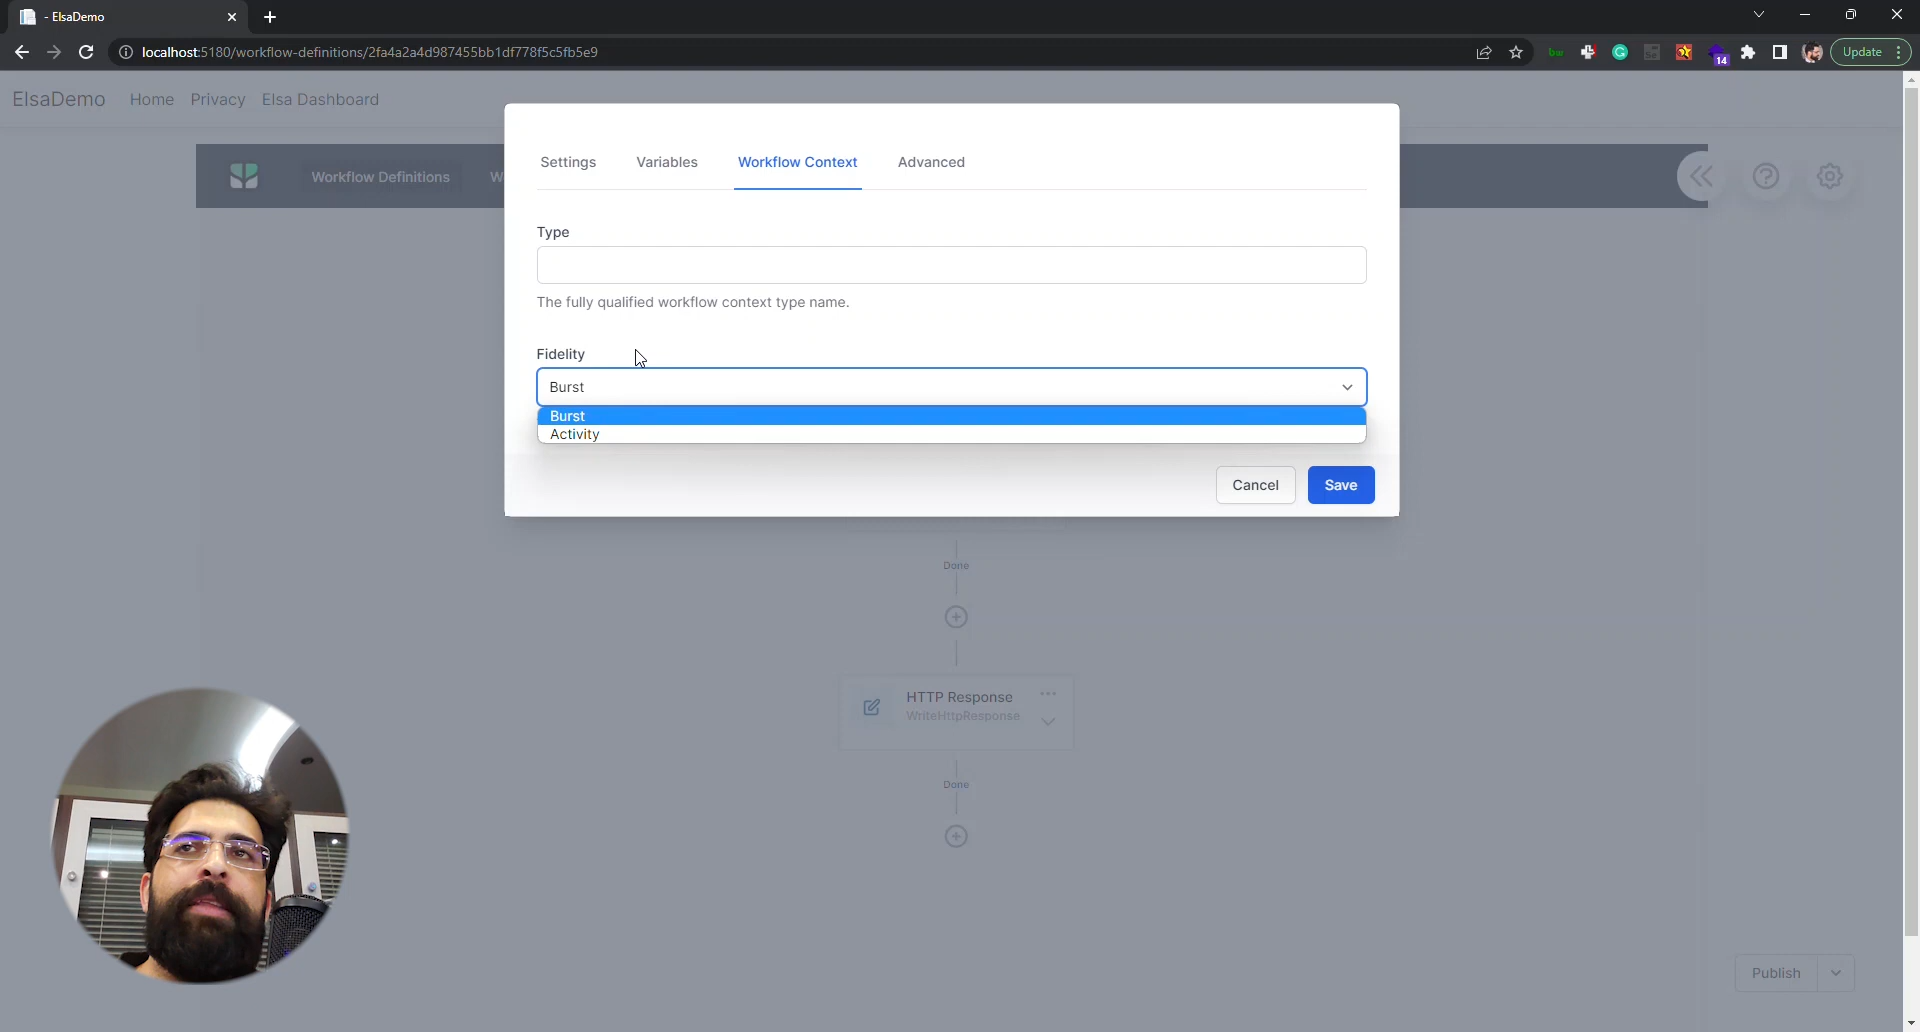 - ElsaDemo
localhost:5180/workflow-definitions/2fa4a2a4d987455bb1df778f5c5fb5e9
bw
14
Update
ElsaDemo Home Privacy Elsa Dashboard
Workflow Definitions W
Settings Variables Workflow Context Advanced
Type
The fully qualified workflow context type name.
Fidelity
Burst
Burst
Activity
Cancel Save
Done
HTTP Response
WriteHttpResponse
Done
Publish